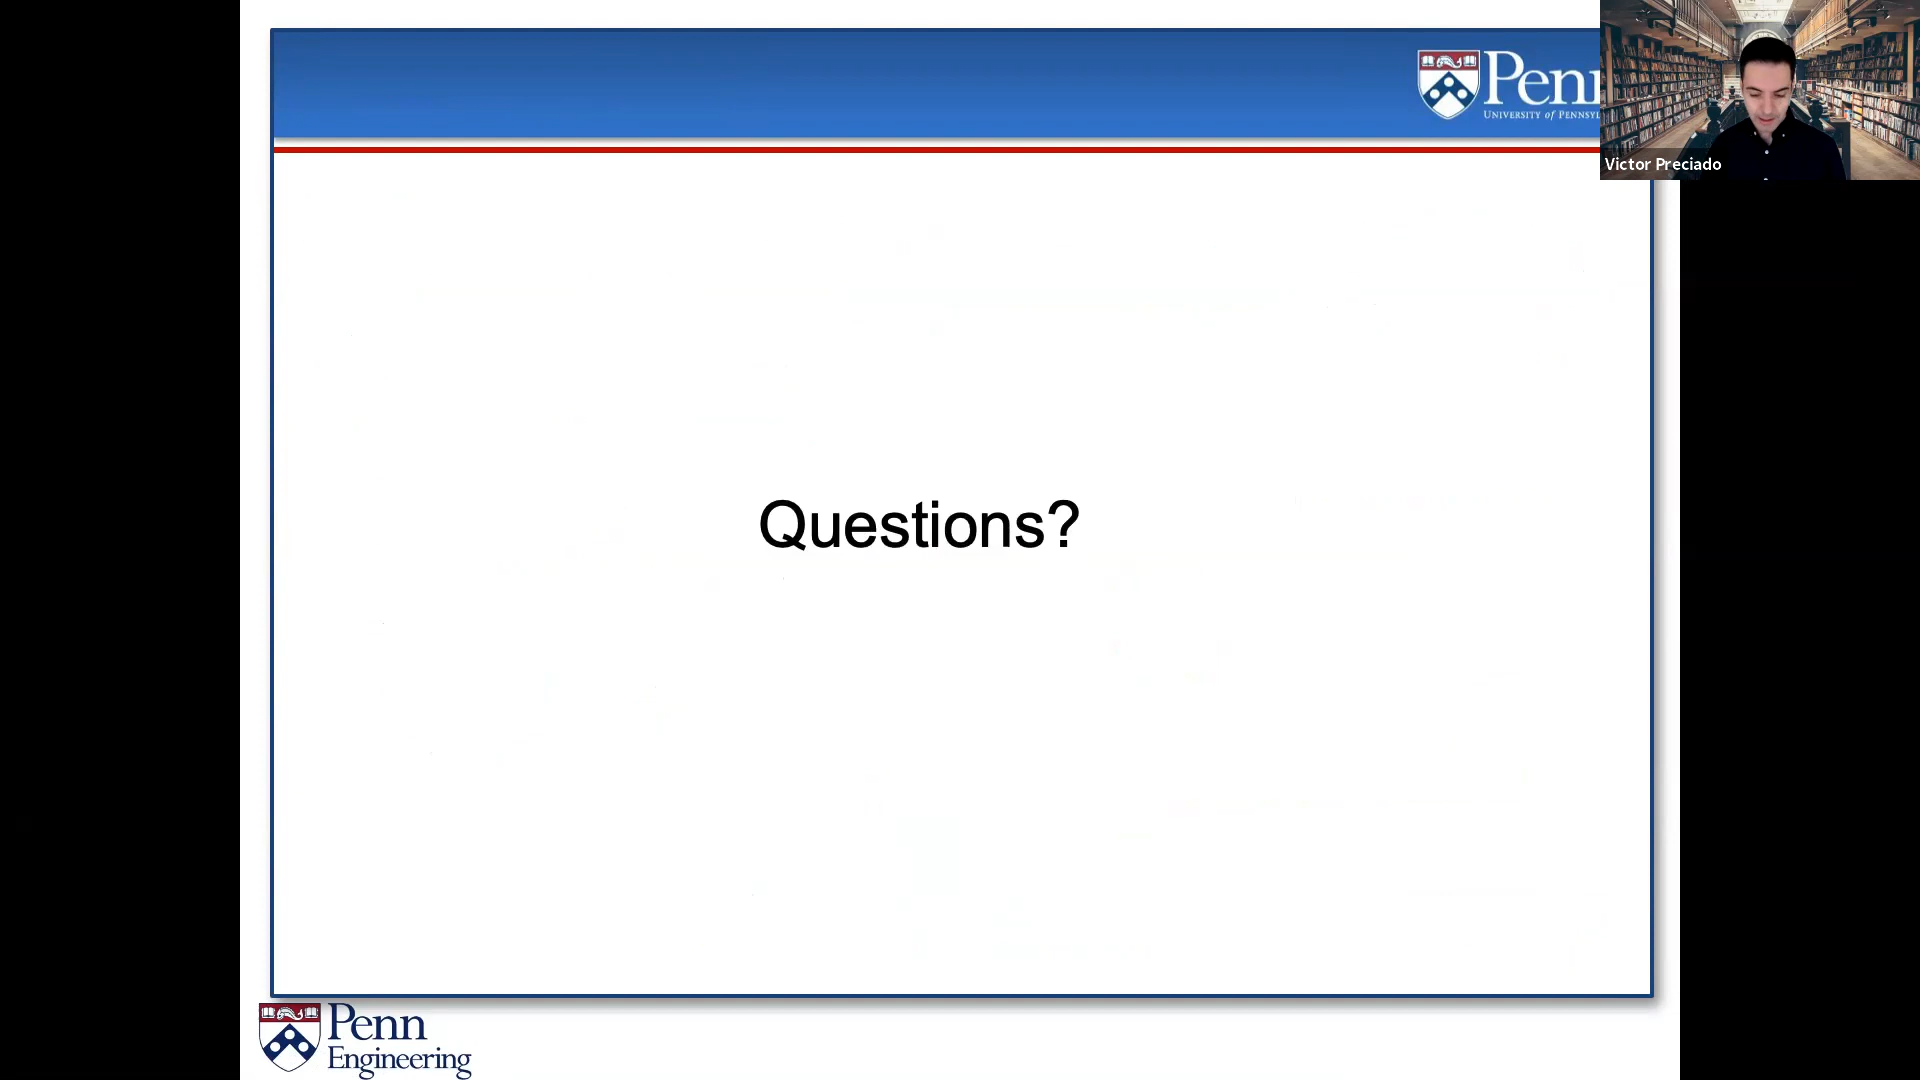 Penn
UNIVERSITY of PENNSYL
Victor Preciado
Questions?
Penn
Engineering